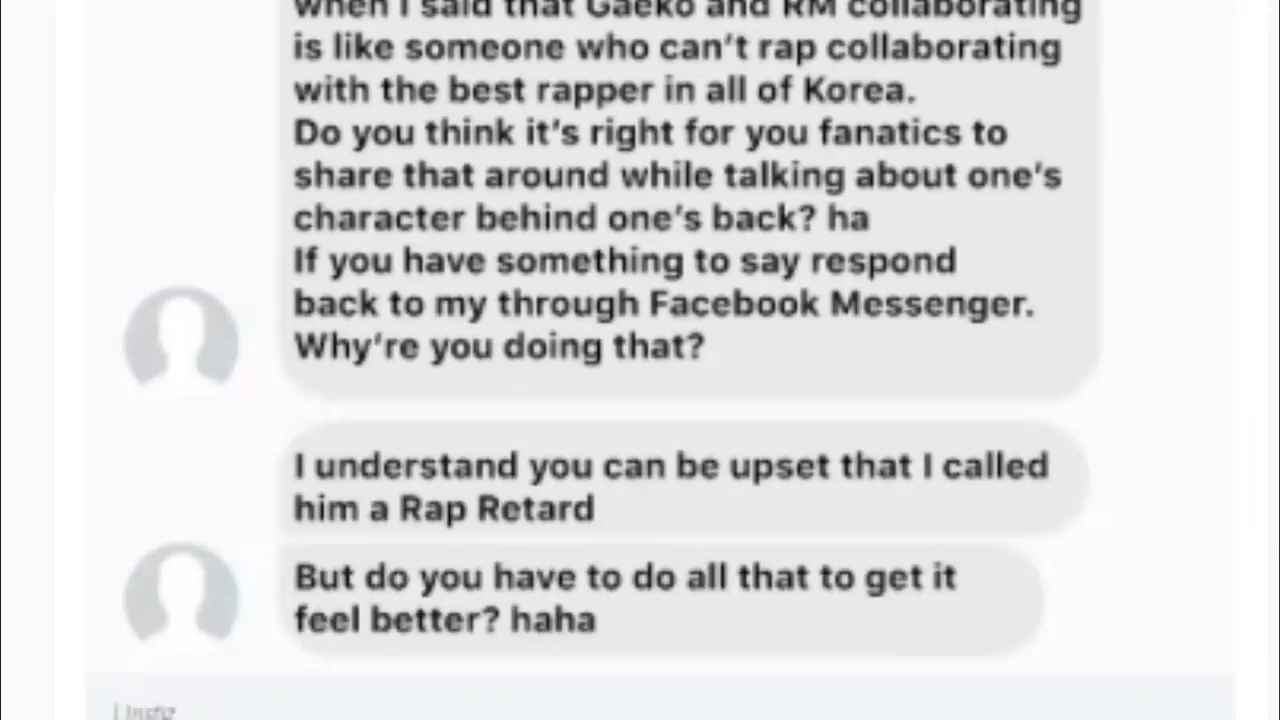 when I said that Gaeko and RM collaborating
is like someone who can't rap collaborating
with the best rapper in all of Korea.
Do you think it's right for you fanatics to
share that around while talking about one's
character behind one's back? ha
If you have something to say respond
back to my through Facebook Messenger.
Why're you doing that?
I understand you can be upset that I called
him a Rap Retard
But do you have to do all that to get it
feel better? haha